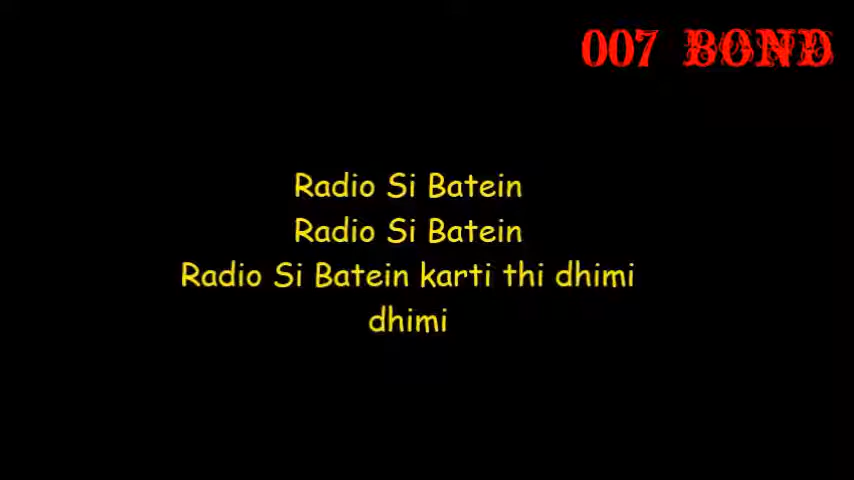 007 BOND
Radio Si Batein
Radio Si Batein
Radio Si Batein karti thi dhimi
dhimi